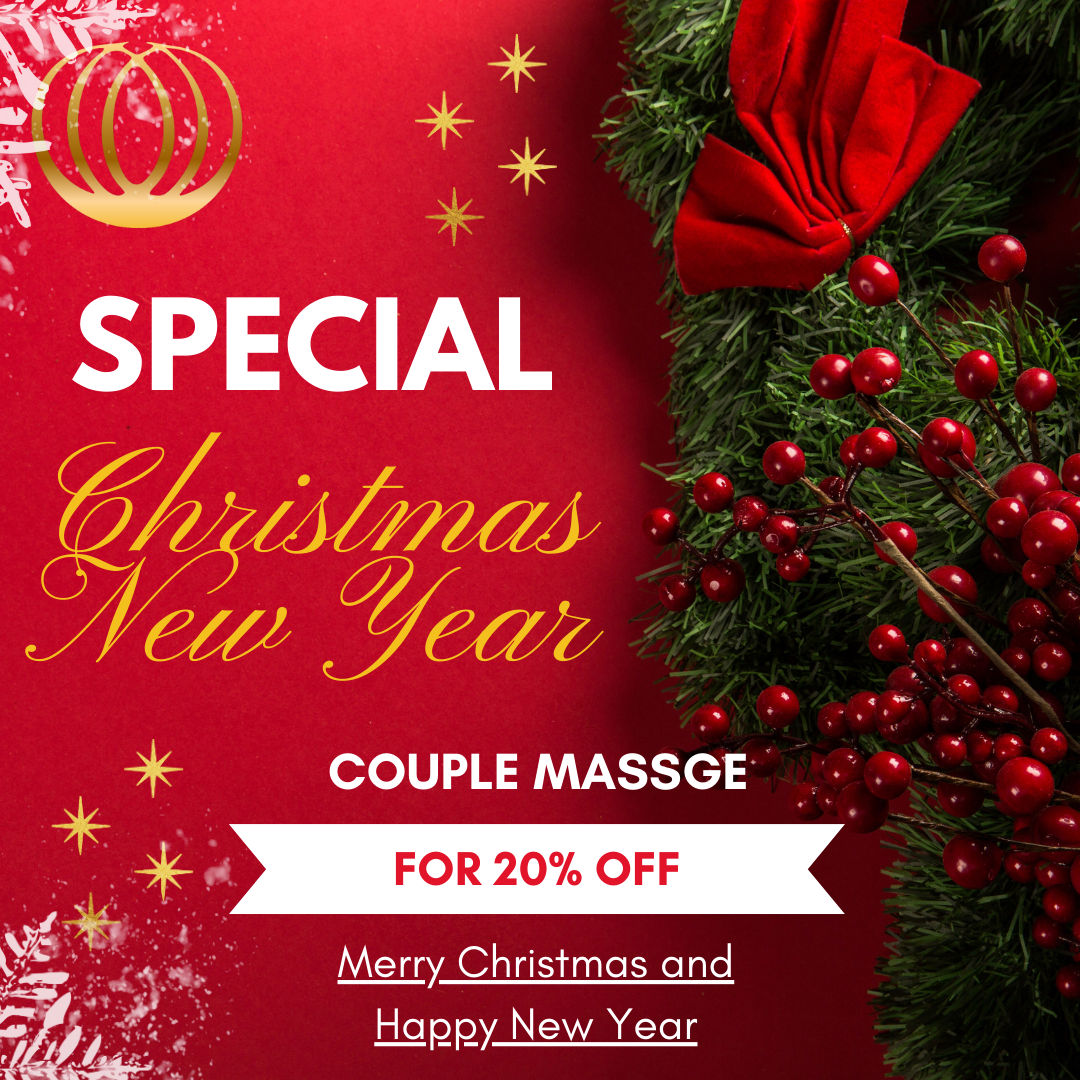 SPECIAL
Christmas
New Year
COUPLE MASSGE
FOR 20% OFF
Merry Christmas and
Happy New Year